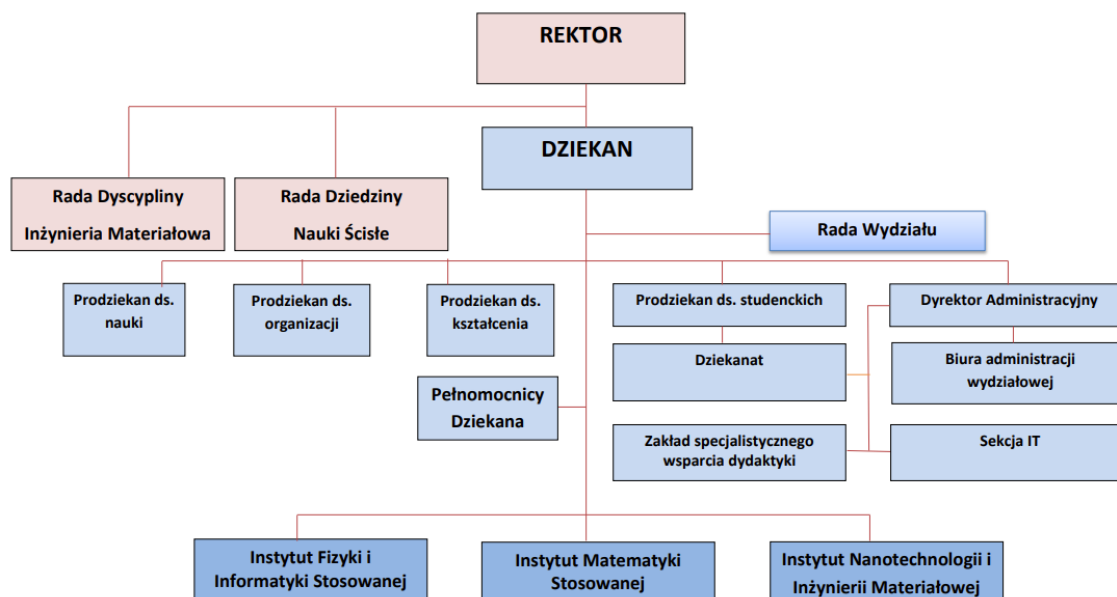 REKTOR
DZIEKAN
Rada Dyscypliny
Inżynieria Materiałowa
Rada Dziedziny
Nauki Ścisłe
Rada Wydziału
Prodziekan ds.
nauki
Prodziekan ds.
organizacji
Prodziekan ds.
kształcenia
Prodziekan ds. studenckich
Dyrektor Administracyjny
Dziekanat
Biura administracji
wydziałowej
Pełnomocnicy
Dziekana
Zakład specjalistycznego
wsparcia dydaktyki
Sekcja IT
Instytut Fizyki i
Informatyki Stosowanej
Instytut Matematyki
Stosowanej
Instytut Nanotechnologii i
Inżynierii Materiałowej